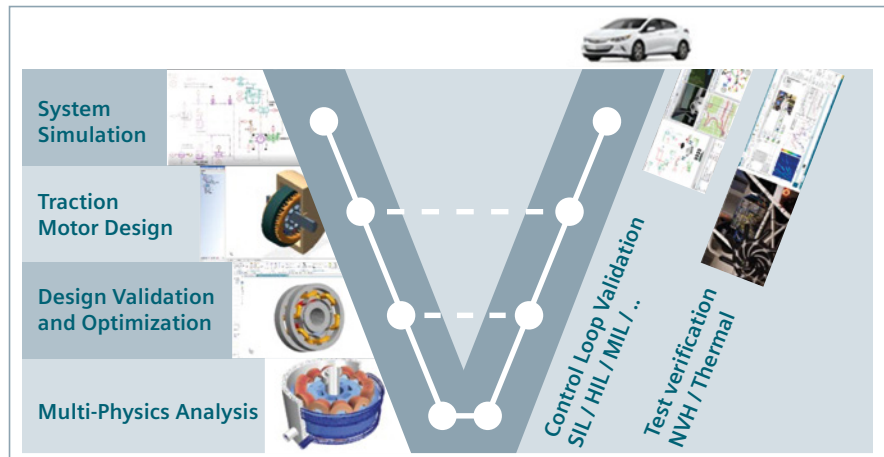 System
Simulation
Traction
Motor Design
Design Validation
and Optimization
Multi-Physics Analysis
Control Loop Validation
SIL / HIL / MIL / ..
Test verification
NVH / Thermal